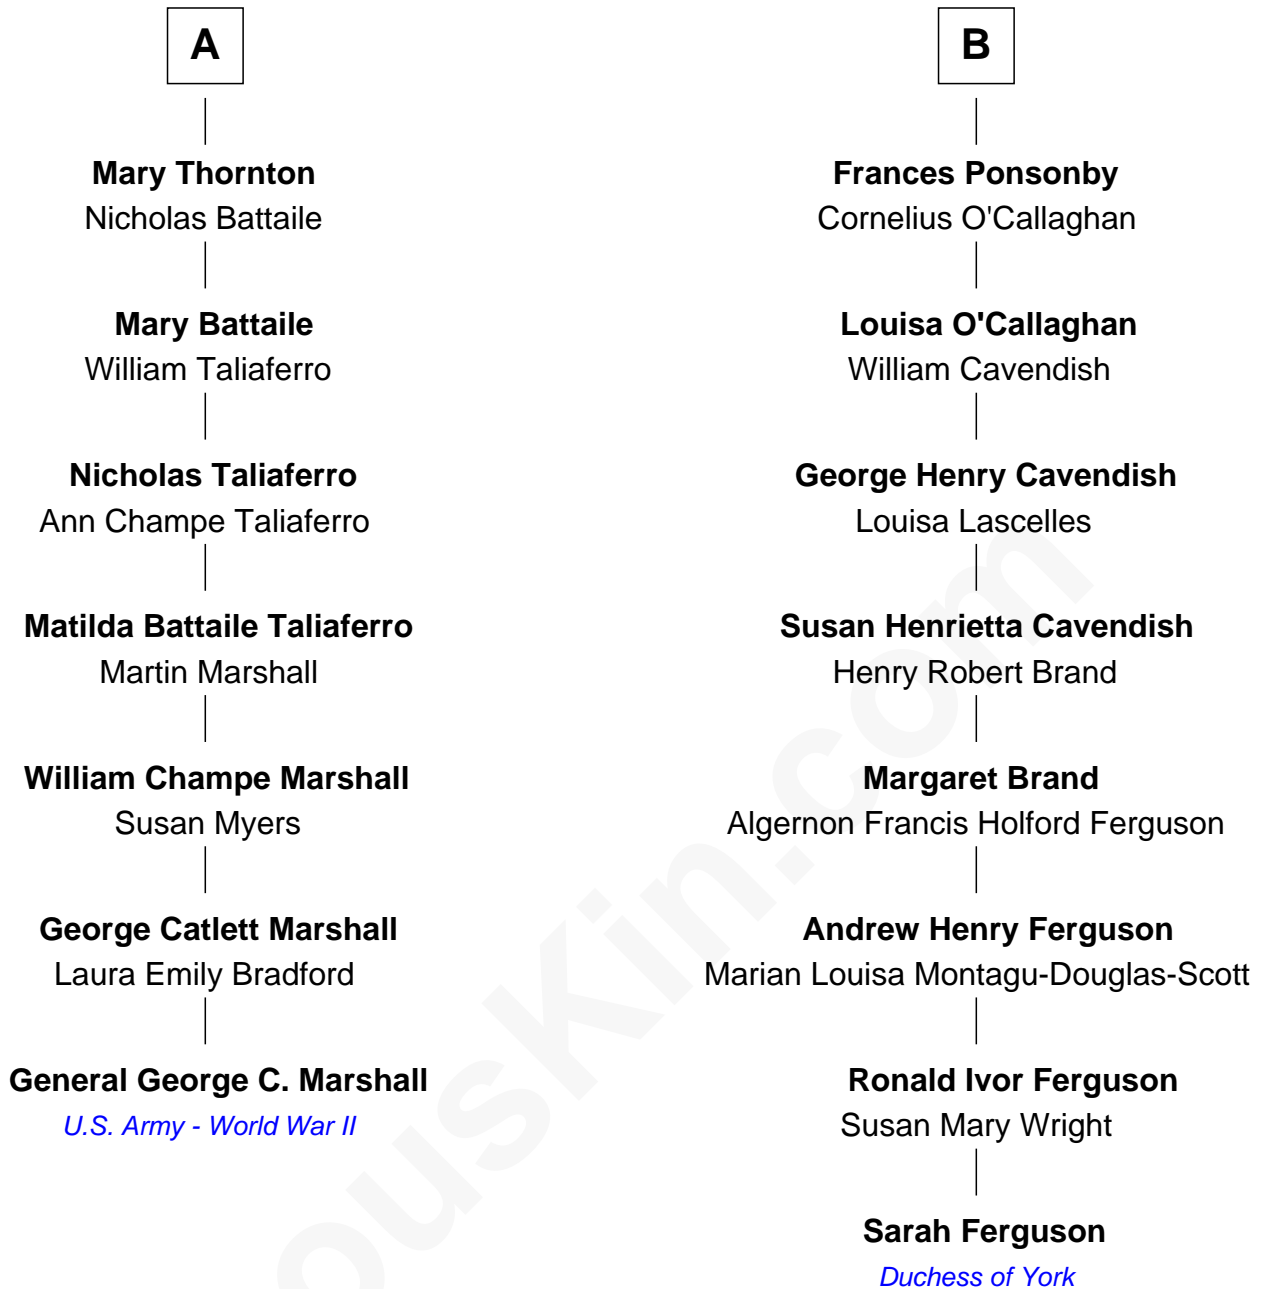 A
Mary Thornton
Nicholas Battaile
Mary Battaile
William Taliaferro
Nicholas Taliaferro
Ann Champe Taliaferro
Matilda Battaile Taliaferro
Martin Marshall
William Champe Marshall
Susan Myers
George Catlett Marshall
Laura Emily Bradford
General George C. Marshall
U.S. Army - World War II
B
Frances Ponsonby
Cornelius O'Callaghan
Louisa O'Callaghan
William Cavendish
George Henry Cavendish
Louisa Lascelles
Susan Henrietta Cavendish
Henry Robert Brand
Margaret Brand
Algernon Francis Holford Ferguson
Andrew Henry Ferguson
Marian Louisa Montagu-Douglas-Scott
Ronald Ivor Ferguson
Susan Mary Wright
Sarah Ferguson
Duchess of York
ousKin.com